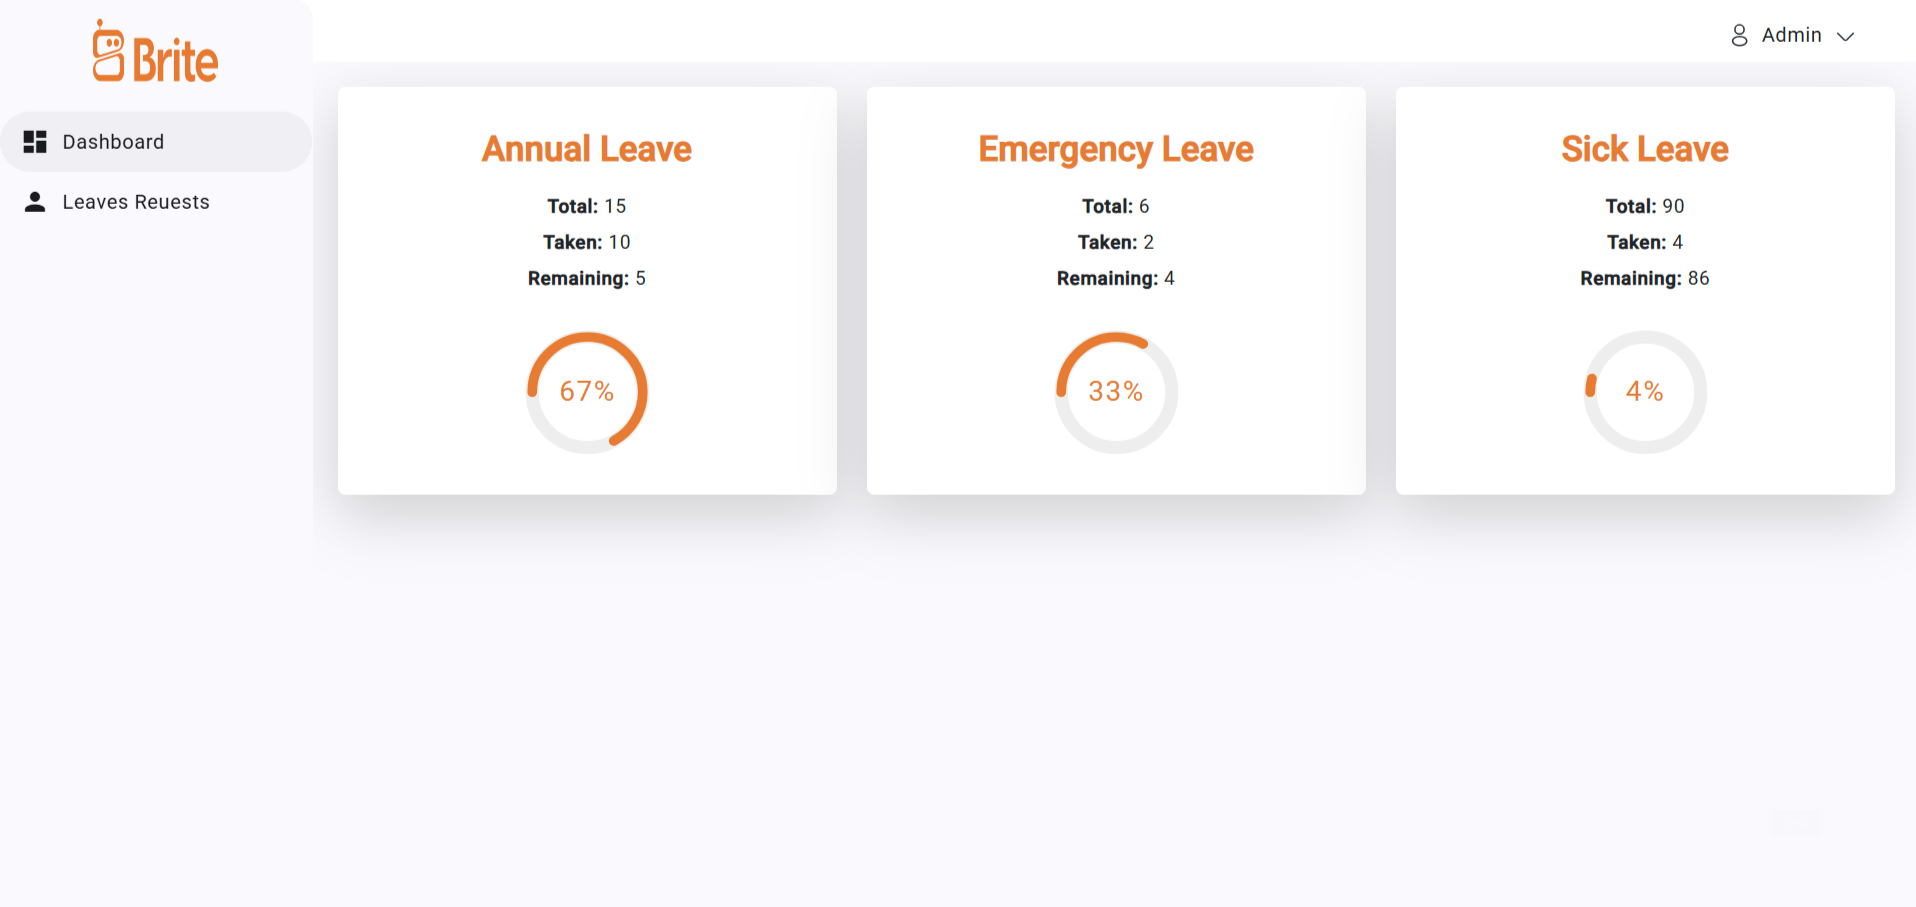 Brite
Admin
Dashboard
Leaves Reuests
Annual Leave
Total: 15
Taken: 10
Remaining: 5
67%
Emergency Leave
Total: 6
Taken: 2
Remaining: 4
33%
Sick Leave
Total: 90
Taken: 4
Remaining: 86
4%